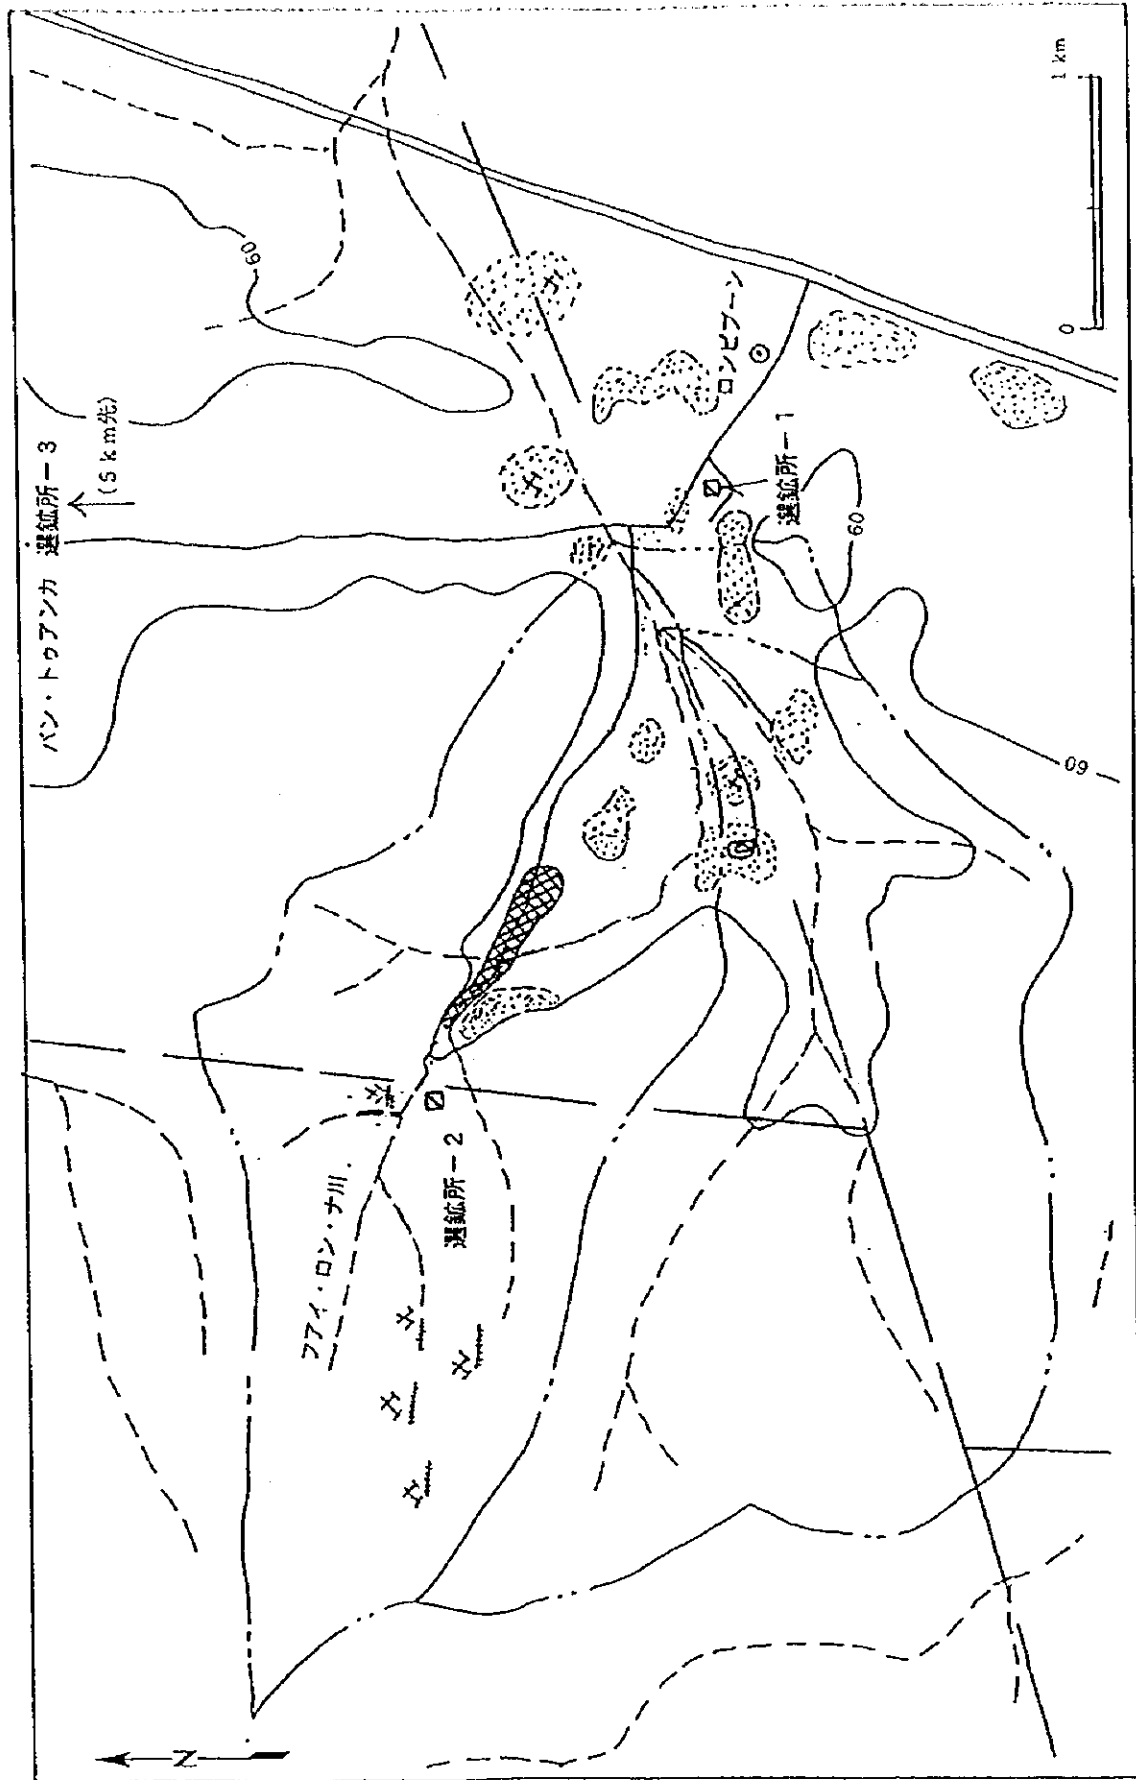 バン・トゥアンカ 選鉱所-3
(5km先)
60
1 km
0
ロンピブーン
選鉱所-1
60
60
フアイ・ロン・ナ川
選鉱所-2
N